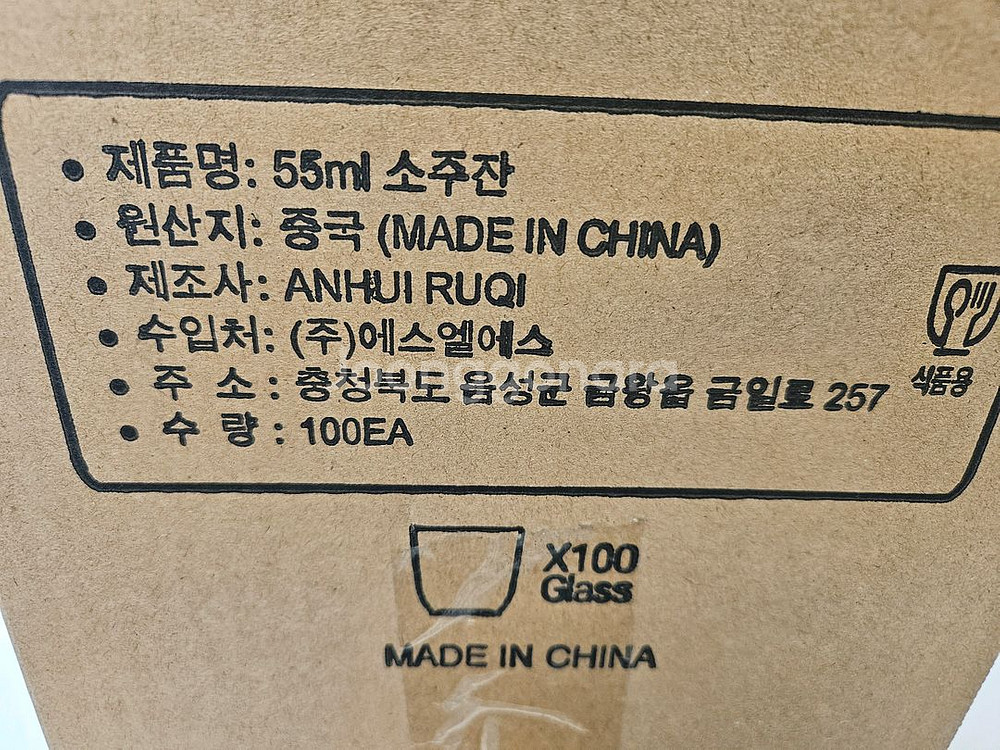 • 제품명: 55ml 소주잔
• 원산지: 중국 (MADE IN CHINA)
• 제조사: ANHUI RUQI
• 수입처: (주)에스엘에스
• 주 소 : 충청북도 음성군 금왕읍 금일로 257
• 수 량 : 100EA
식품용
X100
Glass
MADE IN CHINA